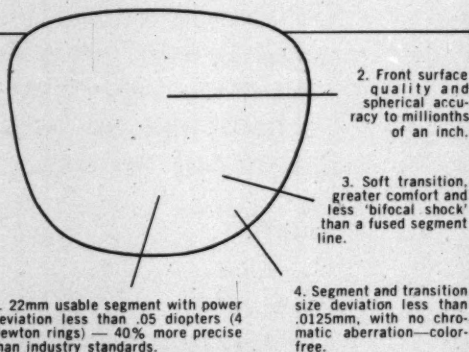 2. Front surface
quality and
spherical accu-
racy to millionths
of an inch.
3. Soft transition,
greater comfort and
less 'bifocal shock'
than a fused segment
line.
. 22mm usable segment with power
eviation less than .05 diopters (4
ewton rings) — 40% more precise
han industry standards.
4. Segment and transition
size deviation less than
.0125mm, with no chro-
matic aberration—color-
free.